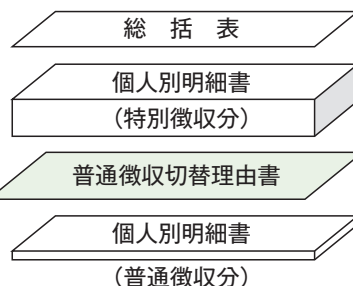 総　括　表
個人別明細書
（特別徴収分）
普通徴収切替理由書
個人別明細書
（普通徴収分）